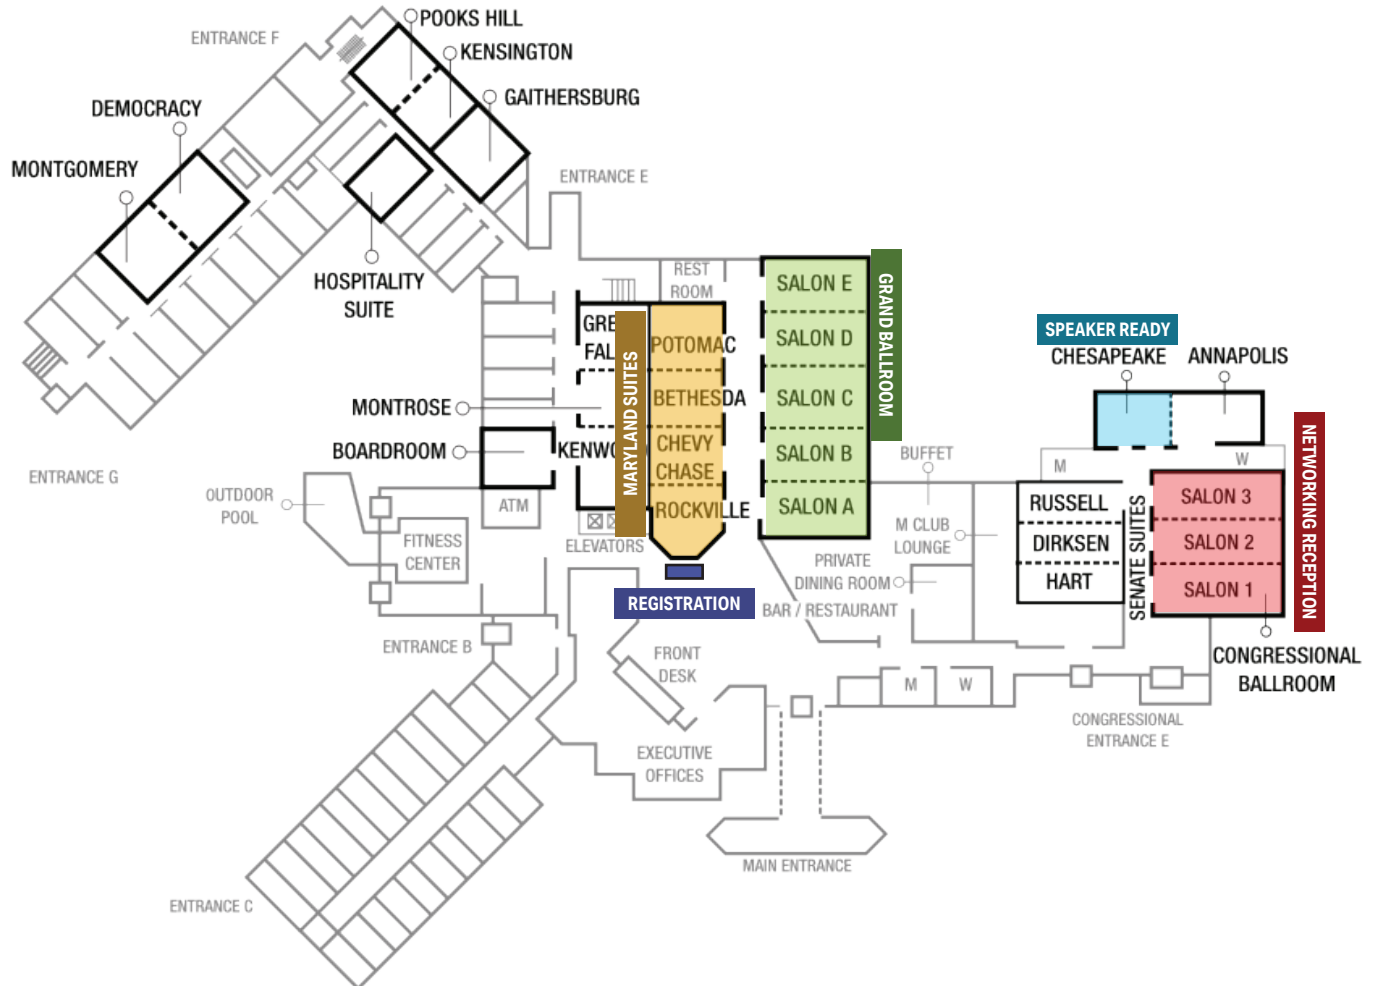 POOKS HILL
ENTRANCE F
KENSINGTON
GAITHERSBURG
DEMOCRACY
MONTGOMERY
ENTRANCE E
HOSPITALITY
SUITE
REST
ROOM
GRE
FAL
MONTROSE
BOARDROOM
KENWO
MARYLAND SUITES
POTOMAC
BETHESDA
CHEVY
CHASE
ROCKVILLE
SALON E
SALON D
SALON C
SALON B
SALON A
GRAND BALLROOM
SPEAKER READY
CHESAPEAKE
ANNAPOLIS
BUFFET
M
W
ENTRANCE G
OUTDOOR
POOL
ATM
FITNESS
CENTER
ELEVATORS
REGISTRATION
M CLUB
LOUNGE
PRIVATE
DINING ROOM
BAR / RESTAURANT
RUSSELL
DIRKSEN
HART
SENATE SUITES
SALON 3
SALON 2
SALON 1
NETWORKING RECEPTION
CONGRESSIONAL
BALLROOM
ENTRANCE B
FRONT
DESK
M
W
CONGRESSIONAL
ENTRANCE E
EXECUTIVE
OFFICES
MAIN ENTRANCE
ENTRANCE C